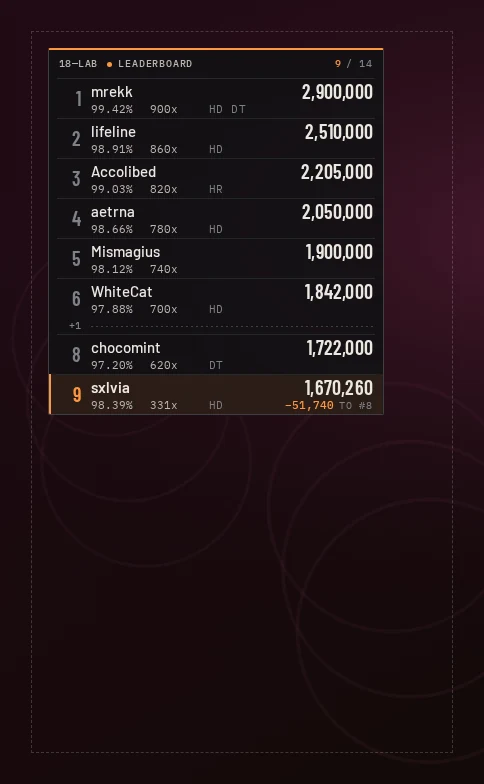 18—LAB ● LEADERBOARD 9 / 14
1 mrekk 2,900,000
99.42% 900x HD DT
2 lifeline 2,510,000
98.91% 860x HD
3 Accolibed 2,205,000
99.03% 820x HR
4 aetrna 2,050,000
98.66% 780x HD
5 Mismagius 1,900,000
98.12% 740x
6 WhiteCat 1,842,000
97.88% 700x HD
+1
8 chocomint 1,722,000
97.20% 620x DT
9 sxlvia 1,670,260
98.39% 331x HD −51,740 TO #8